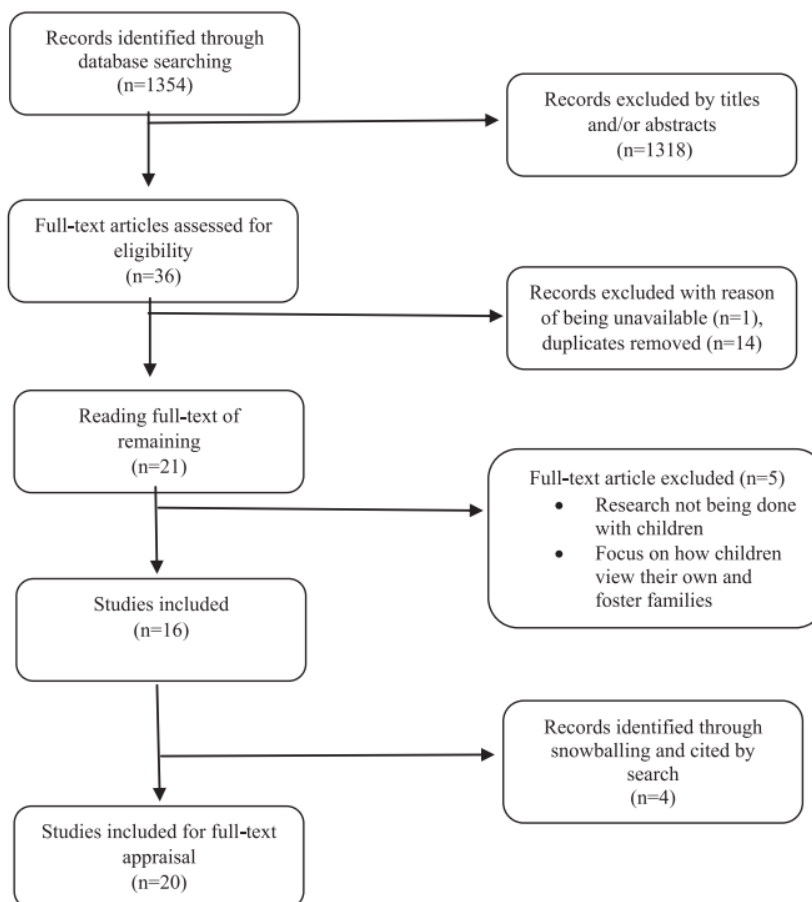 Records identified through
database searching
(n=1354)
Records excluded by titles
and/or abstracts
(n=1318)
Full-text articles assessed for
eligibility
(n=36)
Records excluded with reason
of being unavailable (n=1),
duplicates removed (n=14)
Reading full-text of
remaining
(n=21)
Full-text article excluded (n=5)
• Research not being done
with children
• Focus on how children
view their own and
foster families
Studies included
(n=16)
Records identified through
snowballing and cited by
search
(n=4)
Studies included for full-text
appraisal
(n=20)